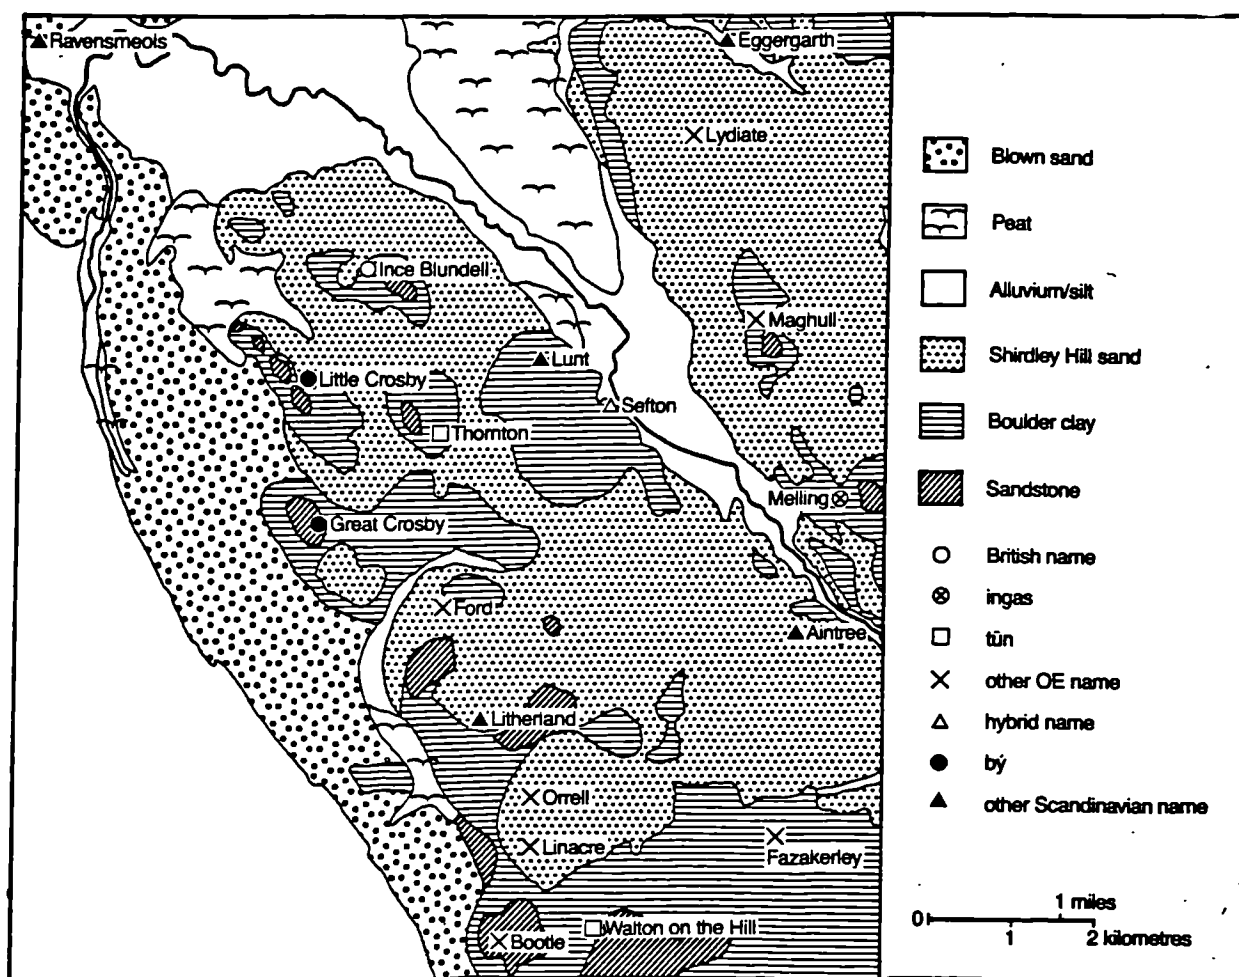 Ravensmeols
Eggergarth
Lydiate
Ince Blundell
Maghull
Lunt
Little Crosby
Sefton
Thornton
Melling
Great Crosby
Ford
Aintree
Litherland
Orrell
Linacre
Fazakerley
Bootle
Walton on the Hill
Blown sand
Peat
Alluvium/silt
Shirdley Hill sand
Boulder clay
Sandstone
British name
ingas
tūn
other OE name
hybrid name
bý
other Scandinavian name
1 miles
0
1 2 kilometres